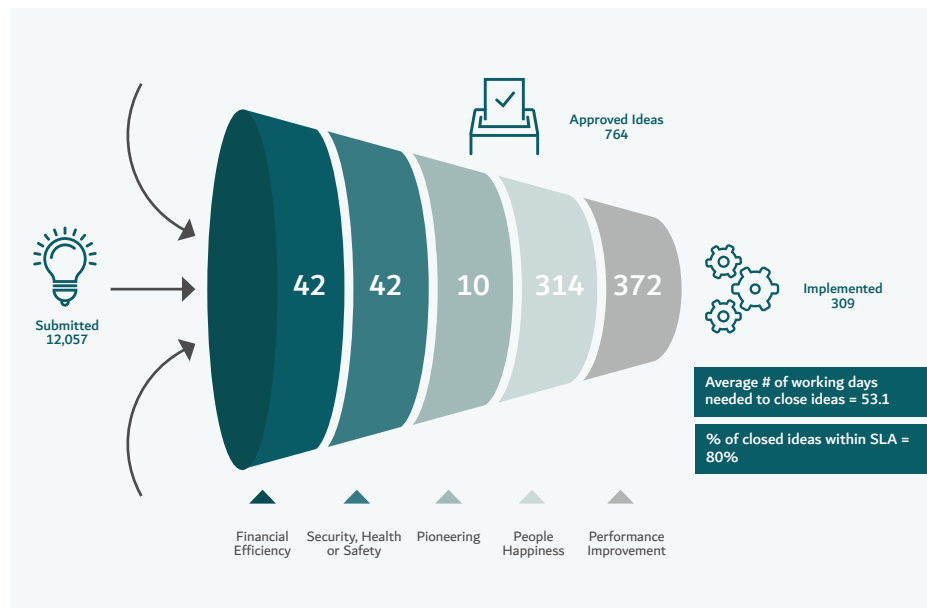 Approved Ideas
764
42
42
10
314
372
Submitted
12,057
Implemented
309
Average # of working days
needed to close ideas = 53.1
% of closed ideas within SLA =
80%
Financial
Efficiency
Security, Health
or Safety
Pioneering
People
Happiness
Performance
Improvement